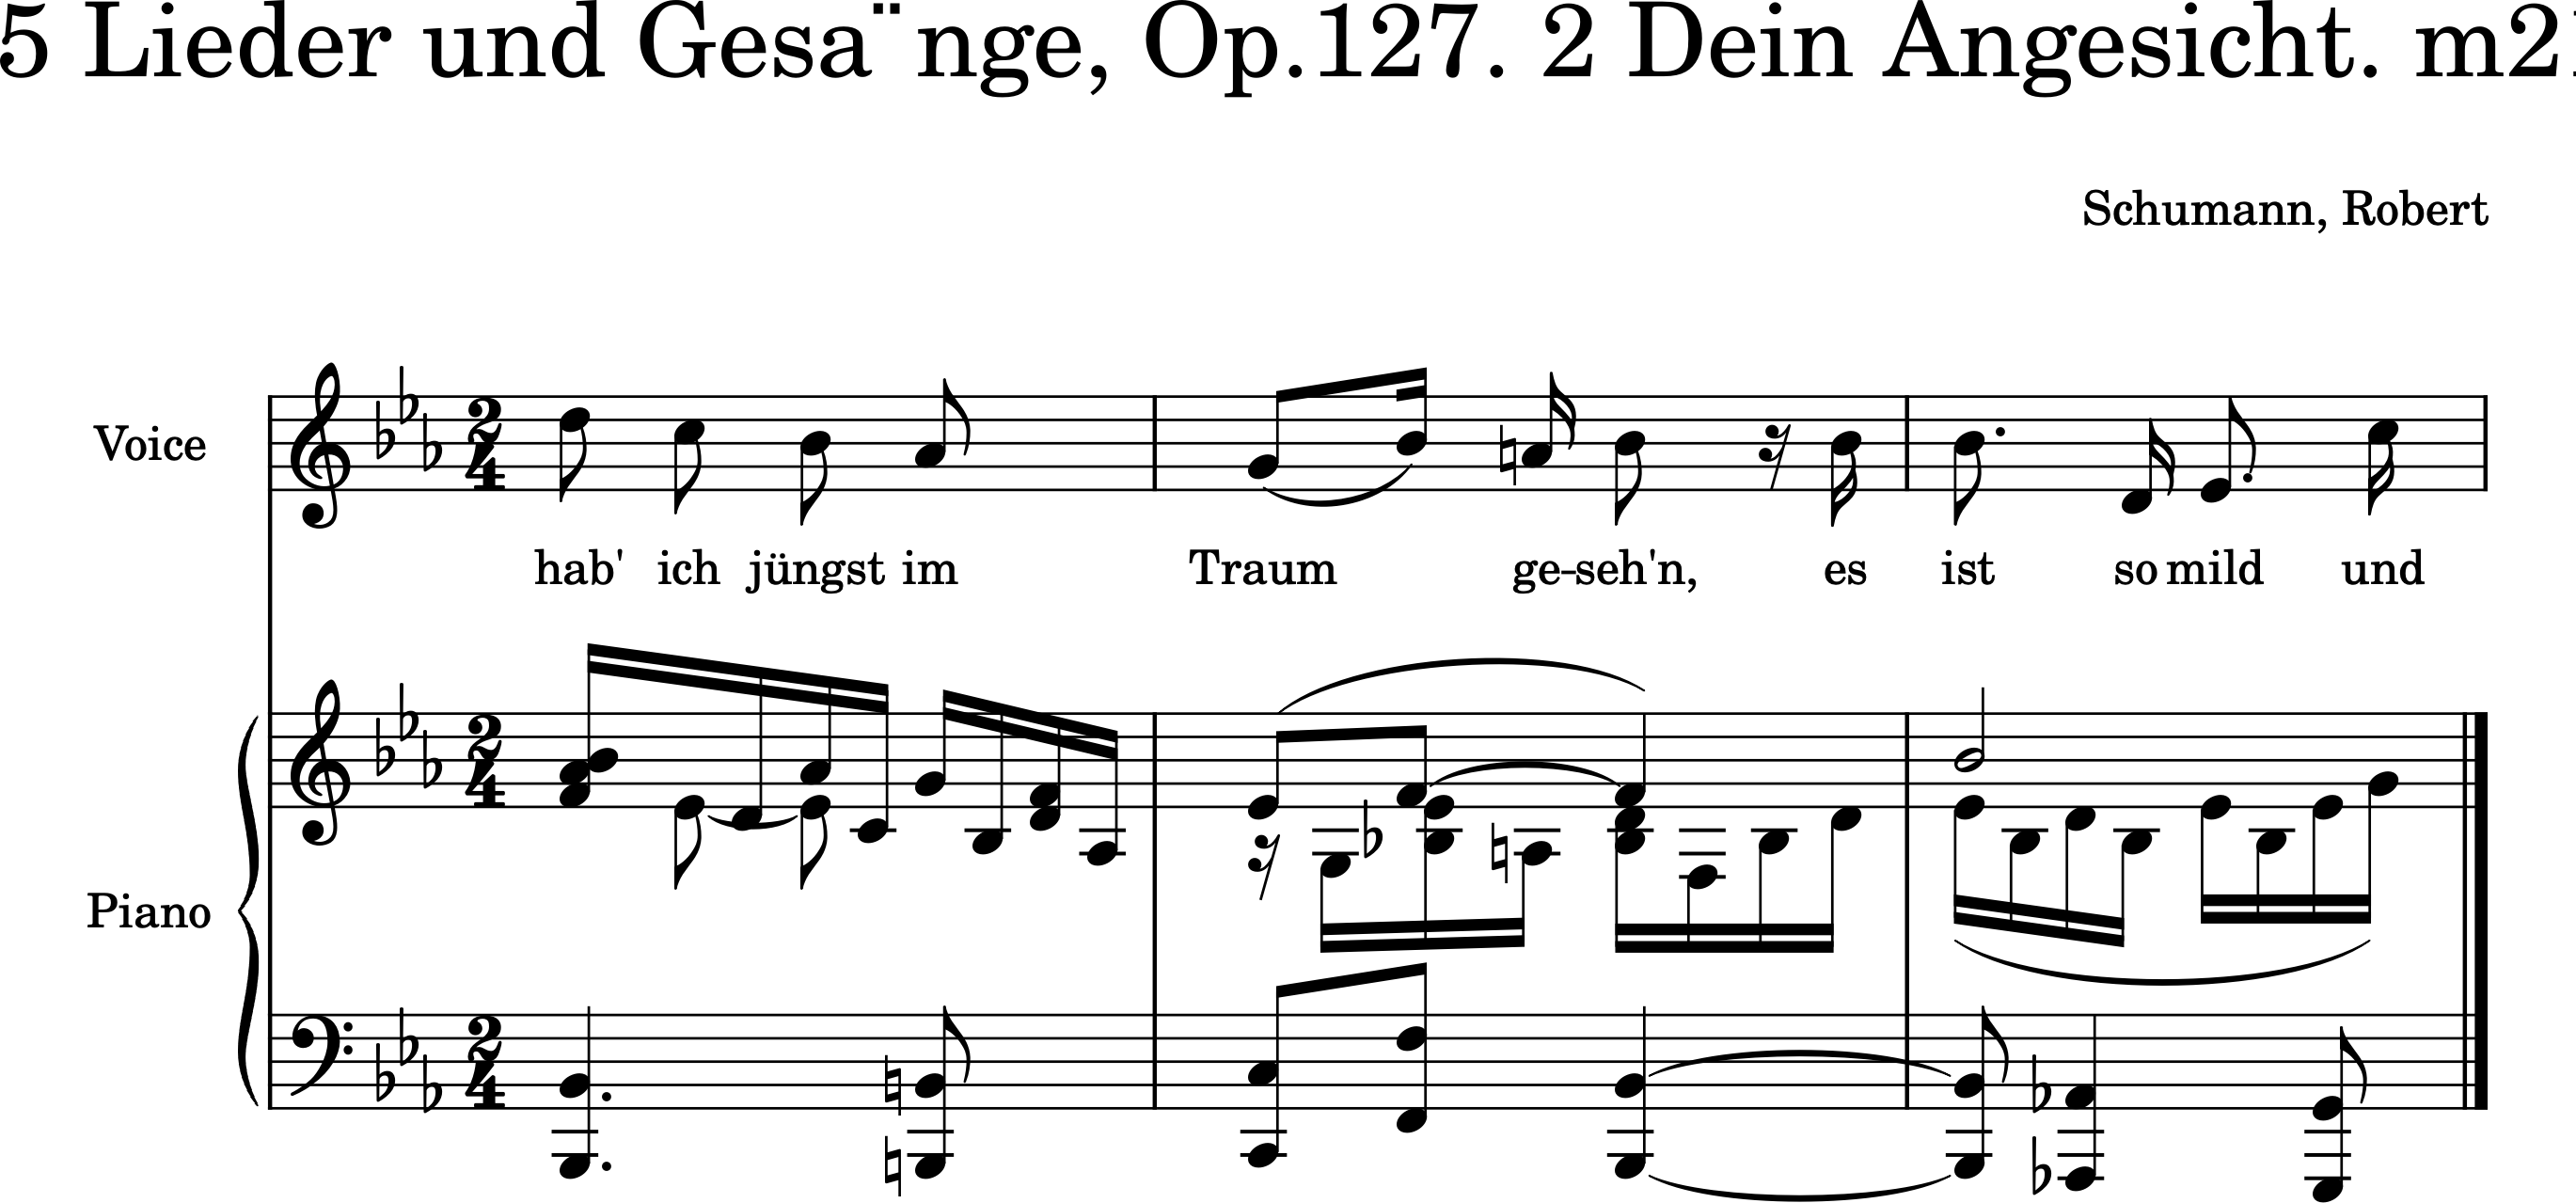 5 Lieder und Gesa¨nge, Op.127. 2 Dein Angesicht. m2
Schumann, Robert
Voice
hab' ich jüngst im Traum ge-seh'n, es ist so mild und
Piano